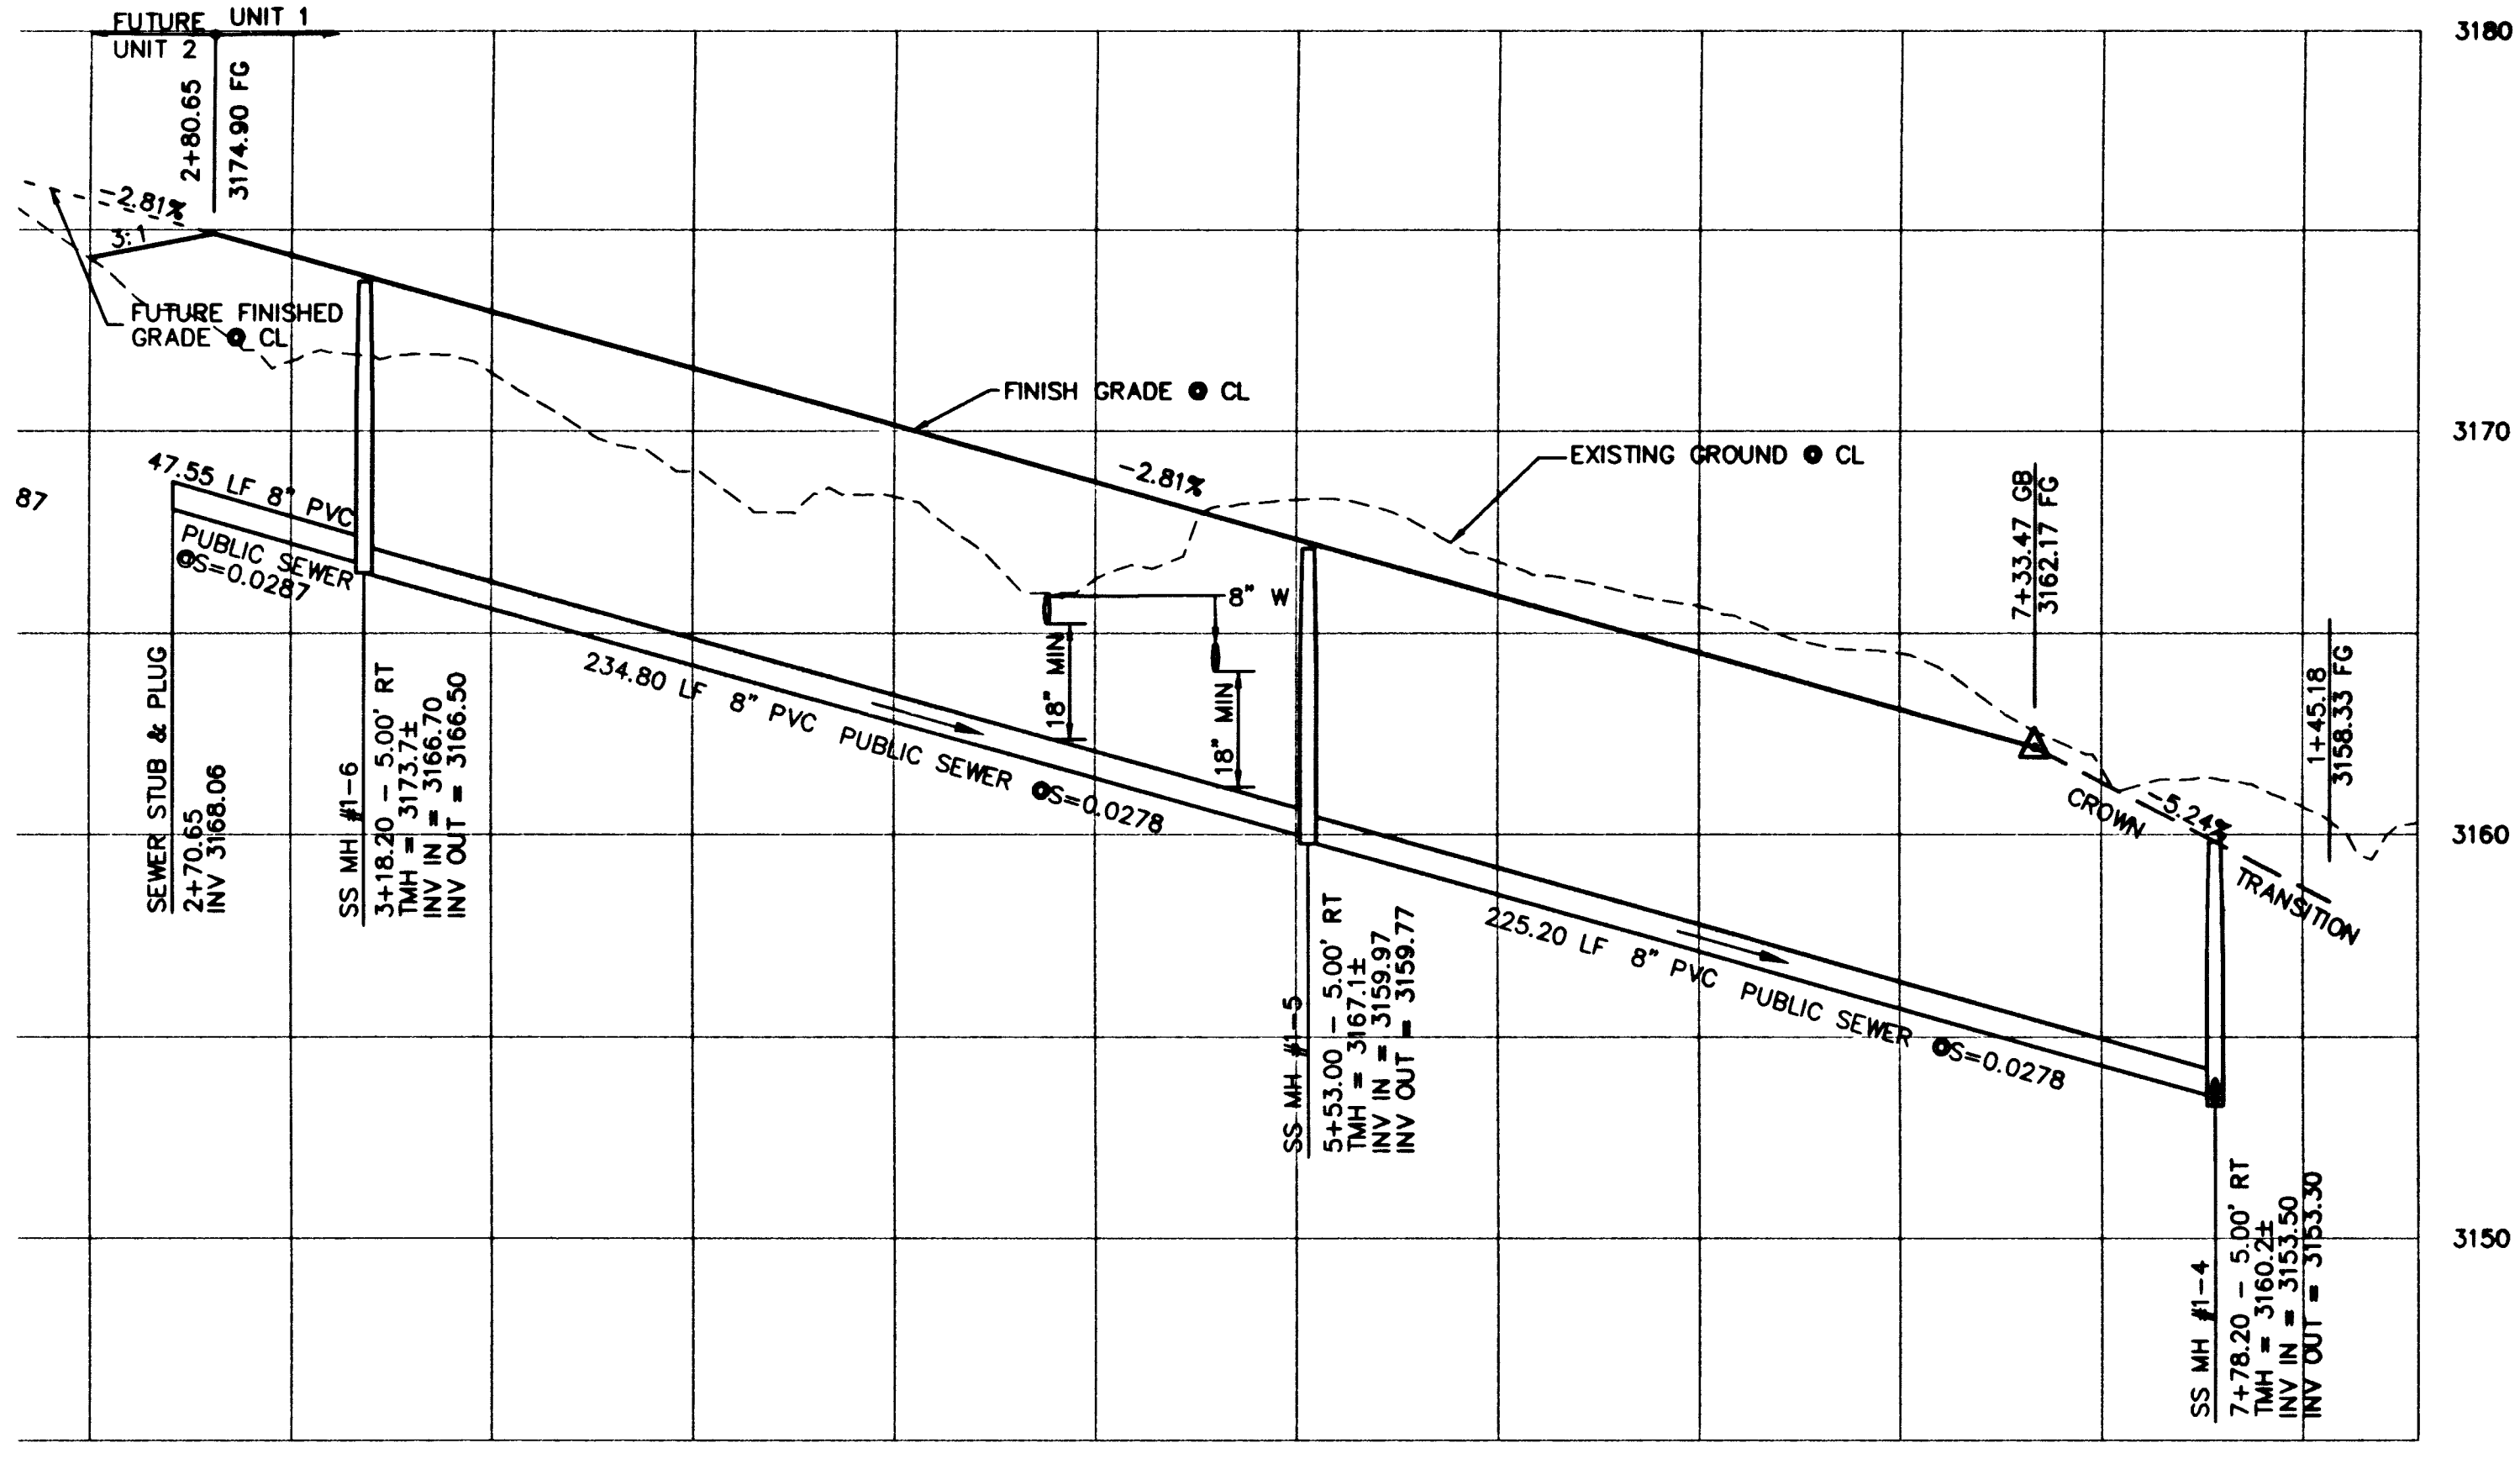 FUTURE UNIT 1
UNIT 2
3180
2+80.65
3174.90 FG
-2.81%
3:1
FUTURE FINISHED
GRADE @ CL
FINISH GRADE @ CL
3170
-2.81%
EXISTING GROUND @ CL
87
47.55 LF 8" PVC
PUBLIC SEWER
@S=0.0287
8" W
18" MIN
18" MIN
7+33.47 GB
3162.17 FG
1+45.18
3158.33 FG
234.80 LF 8" PVC PUBLIC SEWER @S=0.0278
SEWER STUB & PLUG
2+70.65
INV 3168.06
SS MH #1-6
3+18.20 - 5.00' RT
TMH = 3173.7±
INV IN = 3166.70
INV OUT = 3166.50
CROWN
-5.24%
TRANSITION
3160
225.20 LF 8" PVC PUBLIC SEWER @S=0.0278
SS MH #1-5
5+53.00 - 5.00' RT
TMH = 3167.1±
INV IN = 3159.97
INV OUT = 3159.77
3150
SS MH #1-4
7+78.20 - 5.00' RT
TMH = 3160.2±
INV IN = 3153.50
INV OUT = 3153.30